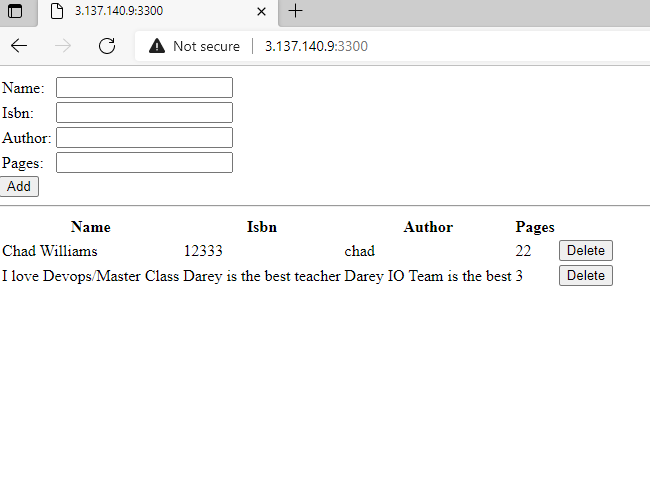 3.137.140.9:3300
Not secure 3.137.140.9:3300
Name:
Isbn:
Author:
Pages:
Add
Name Isbn Author Pages
Chad Williams 12333 chad 22 Delete
I love Devops/Master Class Darey is the best teacher Darey IO Team is the best 3 Delete